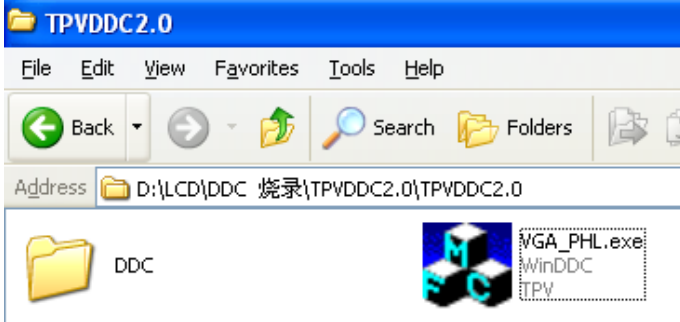 TPVDDC2.0
File Edit View Favorites Tools Help
Back Search Folders
Address D:\LCD\DDC 烧录\TPVDDC2.0\TPVDDC2.0
DDC
VGA_PHL.exe
WinDDC
TPV
M
F C